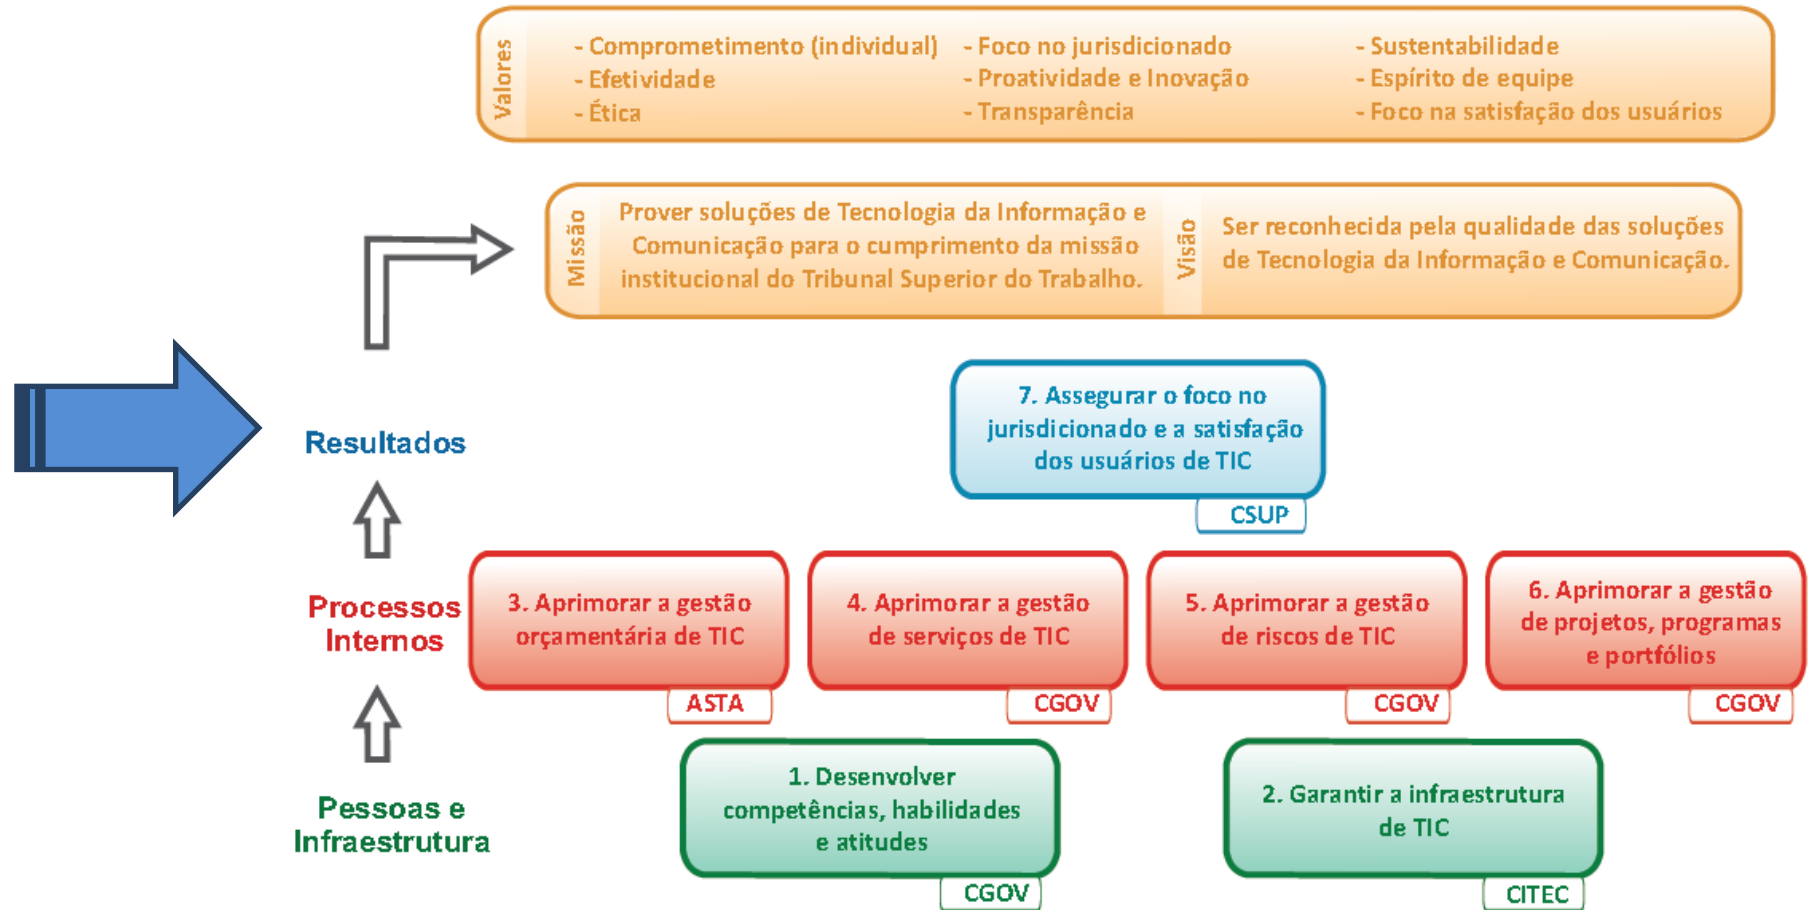 Valores
- Comprometimento (individual)
- Efetividade
- Ética
- Foco no jurisdicionado
- Proatividade e Inovação
- Transparência
- Sustentabilidade
- Espírito de equipe
- Foco na satisfação dos usuários
Missão
Prover soluções de Tecnologia da Informação e
Comunicação para o cumprimento da missão
institucional do Tribunal Superior do Trabalho.
Visão
Ser reconhecida pela qualidade das soluções
de Tecnologia da Informação e Comunicação.
Resultados
7. Assegurar o foco no
jurisdicionado e a satisfação
dos usuários de TIC
CSUP
Processos
Internos
3. Aprimorar a gestão
orçamentária de TIC
ASTA
4. Aprimorar a gestão
de serviços de TIC
CGOV
5. Aprimorar a gestão
de riscos de TIC
CGOV
6. Aprimorar a gestão
de projetos, programas
e portfólios
CGOV
Pessoas e
Infraestrutura
1. Desenvolver
competências, habilidades
e atitudes
CGOV
2. Garantir a infraestrutura
de TIC
CITEC